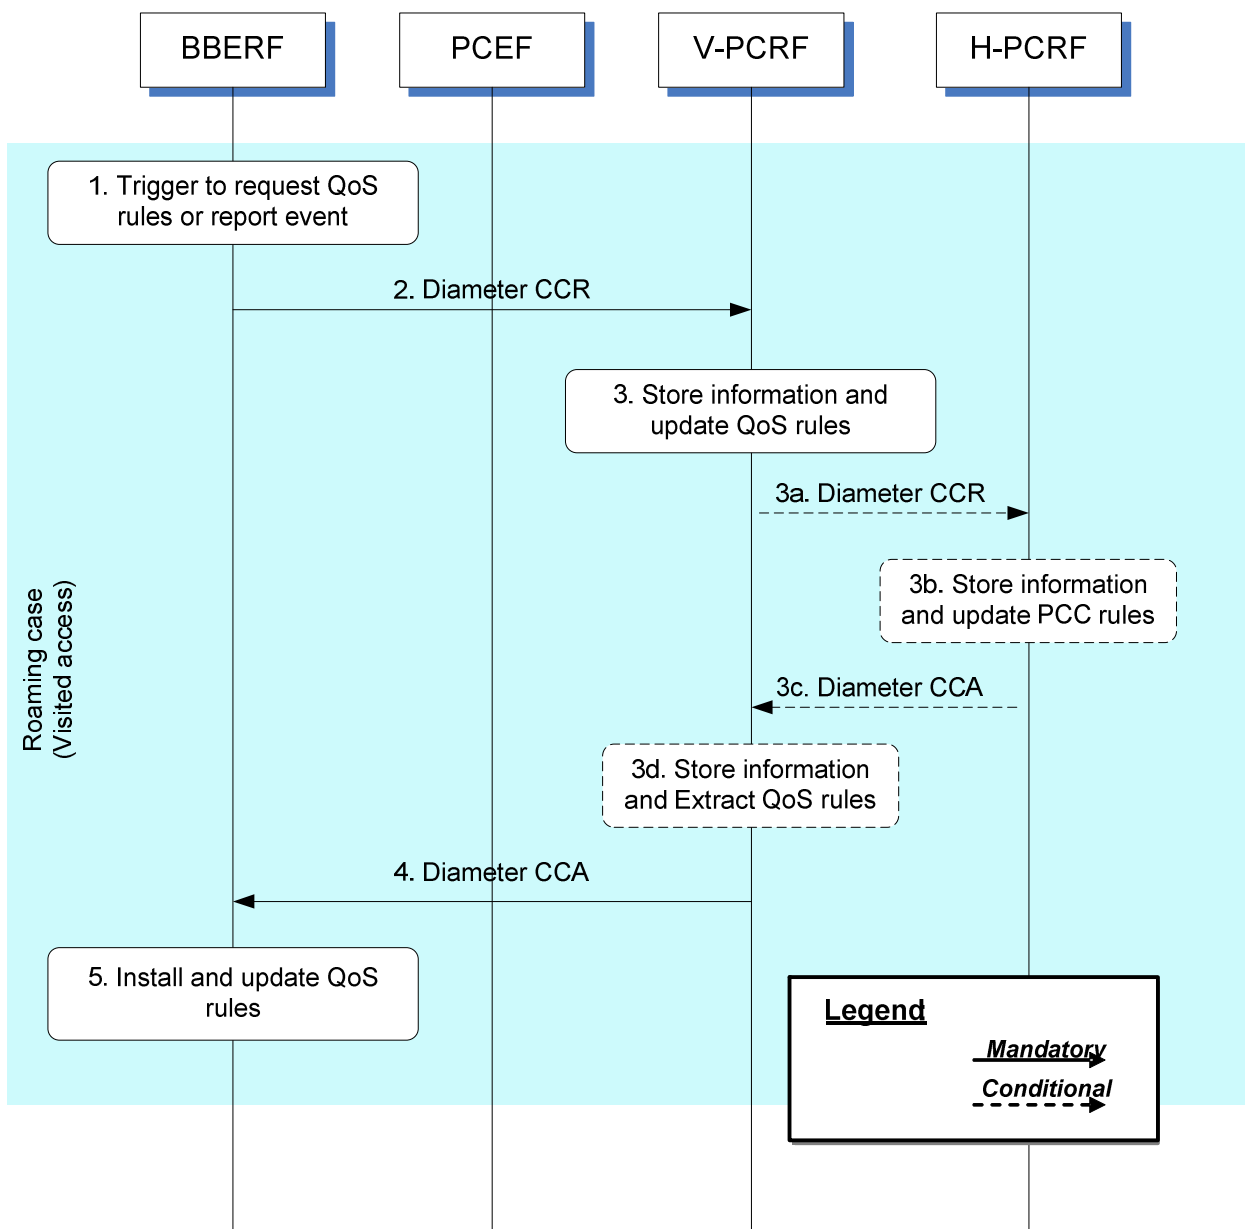 BBERF
PCEF
V-PCRF
H-PCRF
1. Trigger to request QoS
rules or report event
2. Diameter CCR
3. Store information and
update QoS rules
3a. Diameter CCR
3b. Store information
and update PCC rules
3c. Diameter CCA
3d. Store information
and Extract QoS rules
4. Diameter CCA
5. Install and update QoS
rules
Roaming case
(Visited access)
Legend:
Mandatory
Conditional